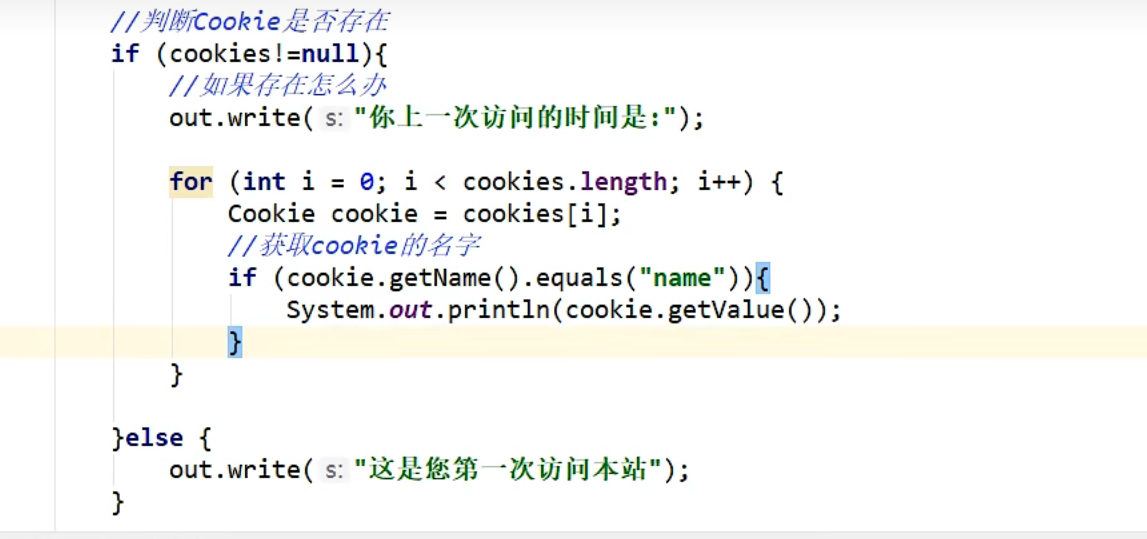 //判断Cookie是否存在
if (cookies!=null){
//如果存在怎么办
out.write( s: "你上一次访问的时间是:");
for (int i = 0; i < cookies.length; i++) {
Cookie cookie = cookies[i];
//获取cookie的名字
if (cookie.getName().equals("name")){
System.out.println(cookie.getValue());
}
}
}else {
out.write( s: "这是您第一次访问本站");
}